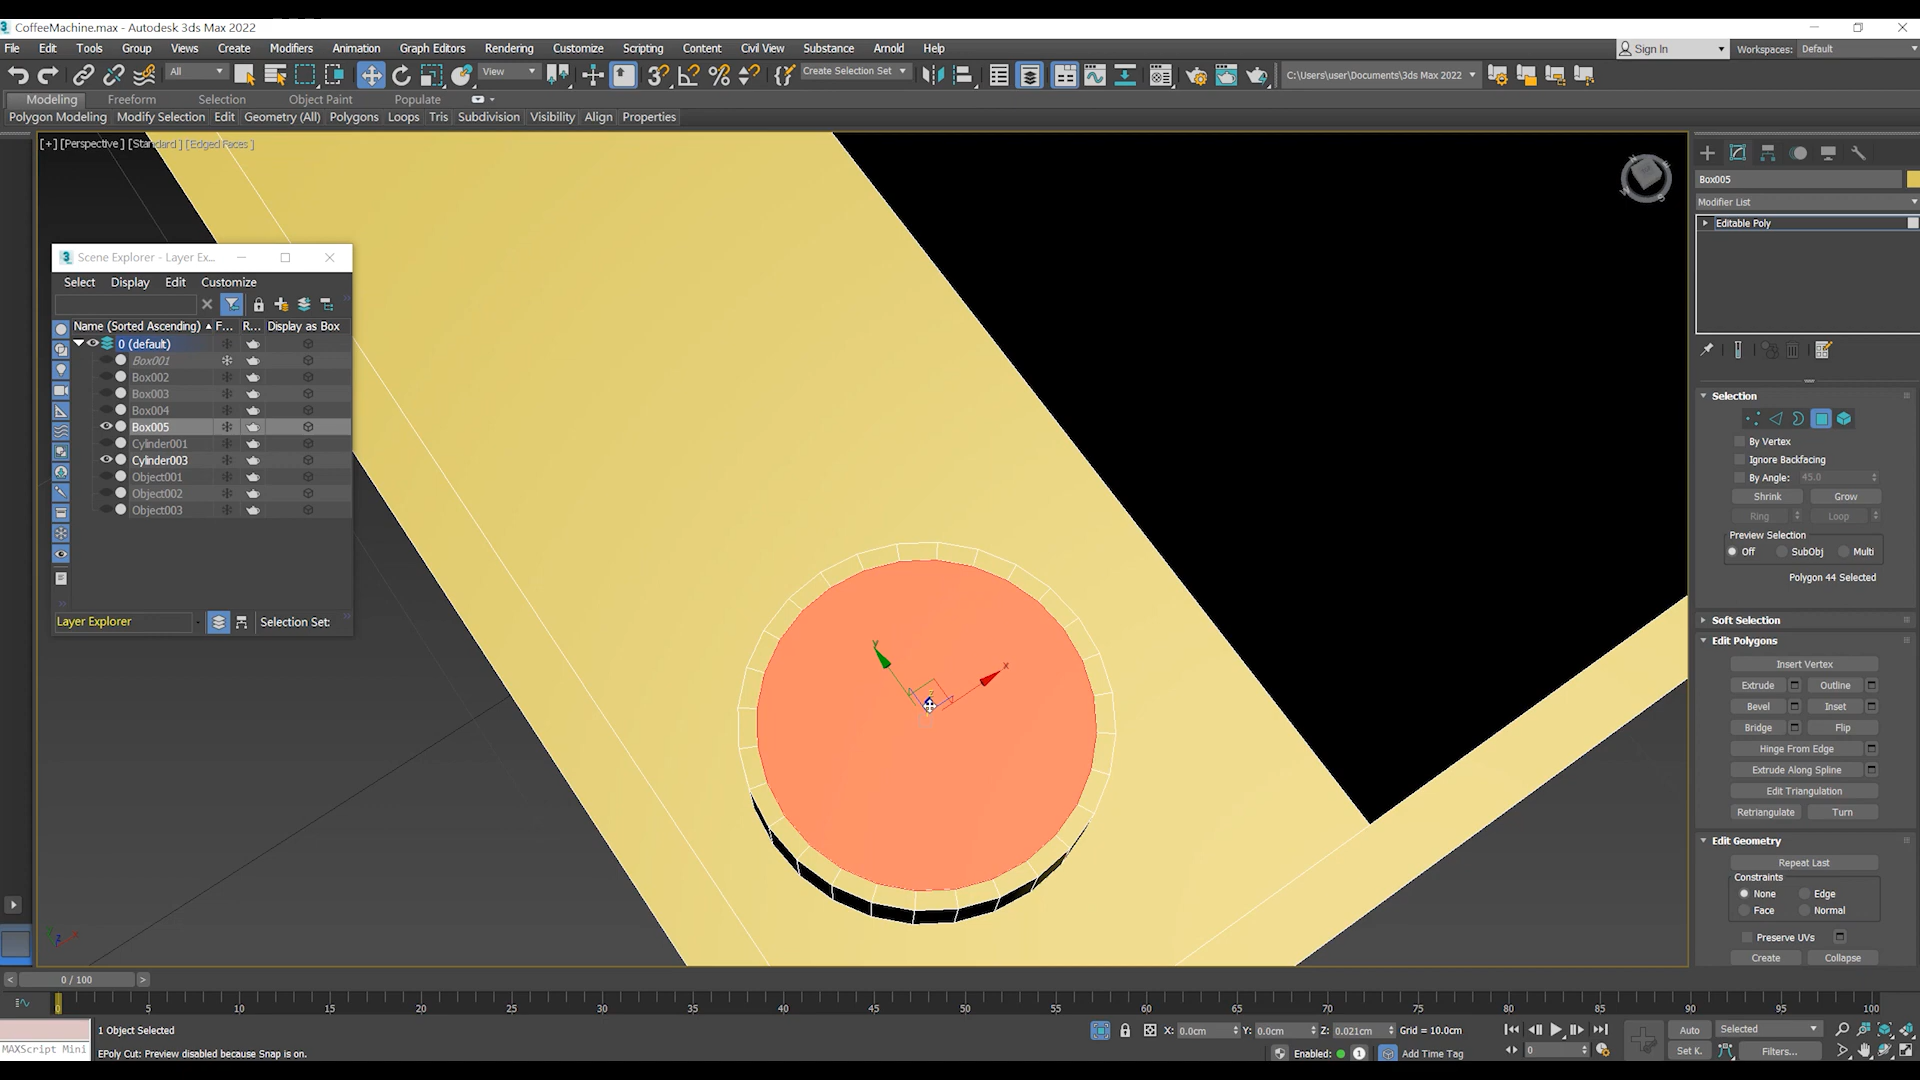 CoffeeMachine.max - Autodesk 3ds Max 2022
File Edit Tools Group Views Create Modifiers Animation Graph Editors Rendering Customize Scripting Content Civil View Substance Arnold Help
Sign In Workspaces: Default
All View Create Selection Set C:\Users\user\Documents\3ds Max 2022
Modeling Freeform Selection Object Paint Populate
Polygon Modeling Modify Selection Edit Geometry (All) Polygons Loops Tris Subdivision Visibility Align Properties
[+] [Perspective ] [Standard ] [Edged Faces ]
Box005
Modifier List
Editable Poly
Scene Explorer - Layer Ex...
Select Display Edit Customize
Name (Sorted Ascending) F... R... Display as Box
0 (default)
Box001
Box002
Box003
Box004
Box005
Cylinder001
Cylinder003
Object001
Object002
Object003
Layer Explorer Selection Set:
Selection
By Vertex
Ignore Backfacing
By Angle: 45.0
Shrink Grow
Ring Loop
Preview Selection
Off SubObj Multi
Polygon 44 Selected
Soft Selection
Edit Polygons
Insert Vertex
Extrude Outline
Bevel Inset
Bridge Flip
Hinge From Edge
Extrude Along Spline
Edit Triangulation
Retriangulate Turn
Edit Geometry
Repeat Last
Constraints
None Edge
Face Normal
Preserve UVs
Create Collapse
y x z
< 0 / 100 >
0 5 10 15 20 25 30 35 40 45 50 55 60 65 70 75 80 85 90 95 100
1 Object Selected
X: 0.0cm Y: 0.0cm Z: 0.021cm Grid = 10.0cm
Auto Selected
MAXScript Mini
EPoly Cut: Preview disabled because Snap is on.
Enabled: 1 Add Time Tag
0
Set K. Filters...